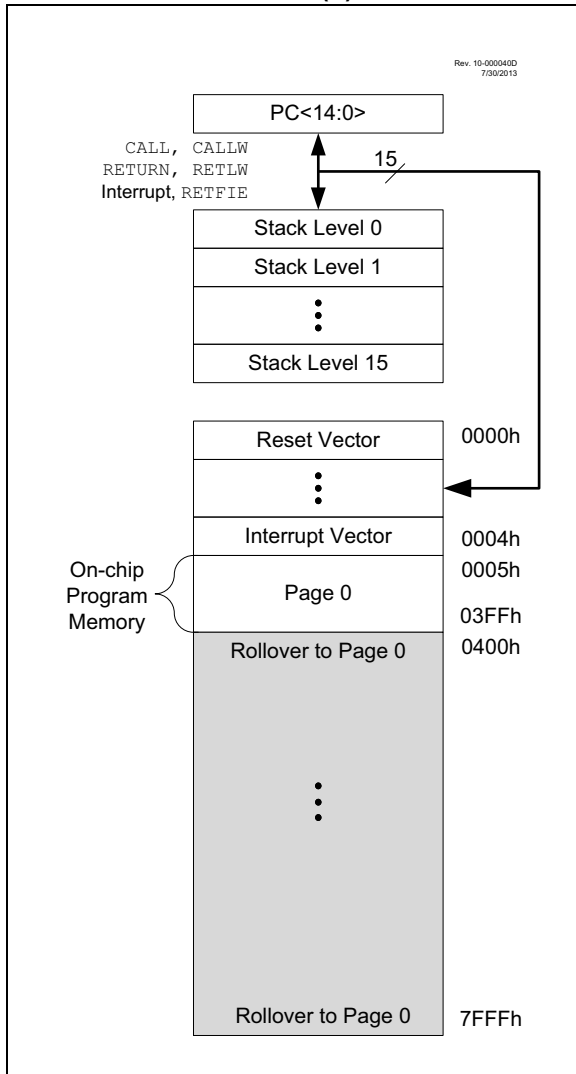 (
)
Rev. 10-000040D
7/30/2013
PC<14:0>
CALL, CALLW
RETURN, RETLW
Interrupt, RETFIE
15
Stack Level 0
Stack Level 1
Stack Level 15
Reset Vector
0000h
Interrupt Vector
0004h
On-chip
Program
Memory
Page 0
0005h
03FFh
Rollover to Page 0
0400h
Rollover to Page 0
7FFFh